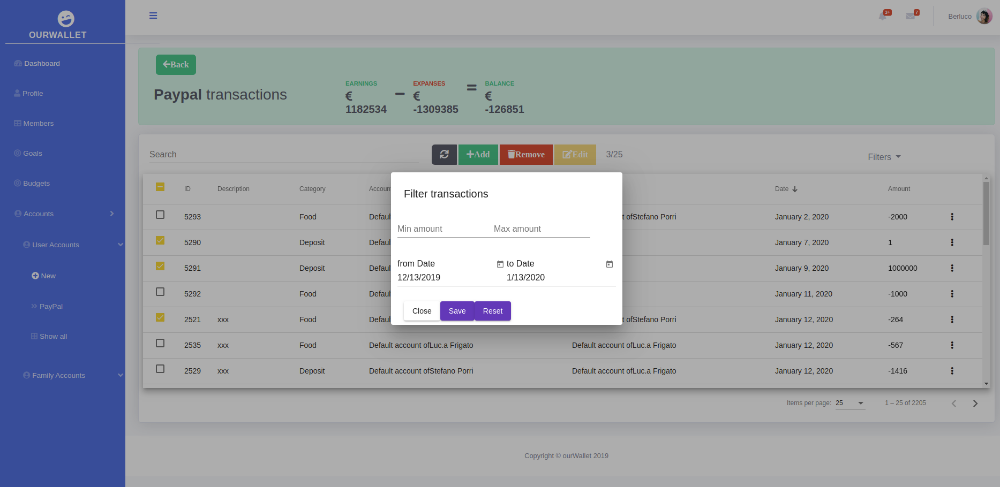 OURWALLET
Dashboard
Profile
Members
Goals
Budgets
Accounts
User Accounts
New
PayPal
Show all
Family Accounts
3+
7
Berluco
Back
Paypal transactions
EARNINGS
€
1182534
EXPANSES
€
-1309385
=
BALANCE
€
-126851
Search
Add
Remove
Edit
3/25
Filters
ID Description Category Accoun Date Amount
5293 Food Defaul t ofStefano Porri January 2, 2020 -2000
5290 Deposit Defaul January 7, 2020 1
5291 Deposit Defaul January 9, 2020 1000000
5292 Food Defaul January 11, 2020 -1000
2521 xxx Food Defaul t ofStefano Porri January 12, 2020 -264
2535 xxx Food Default account ofLuc.a Frigato Default account ofLuc.a Frigato January 12, 2020 -567
2529 xxx Deposit Default account ofStefano Porri Default account ofLuc.a Frigato January 12, 2020 -1416
Filter transactions
Min amount Max amount
from Date to Date
12/13/2019 1/13/2020
Close Save Reset
Items per page: 25 1 – 25 of 2205
Copyright © ourWallet 2019